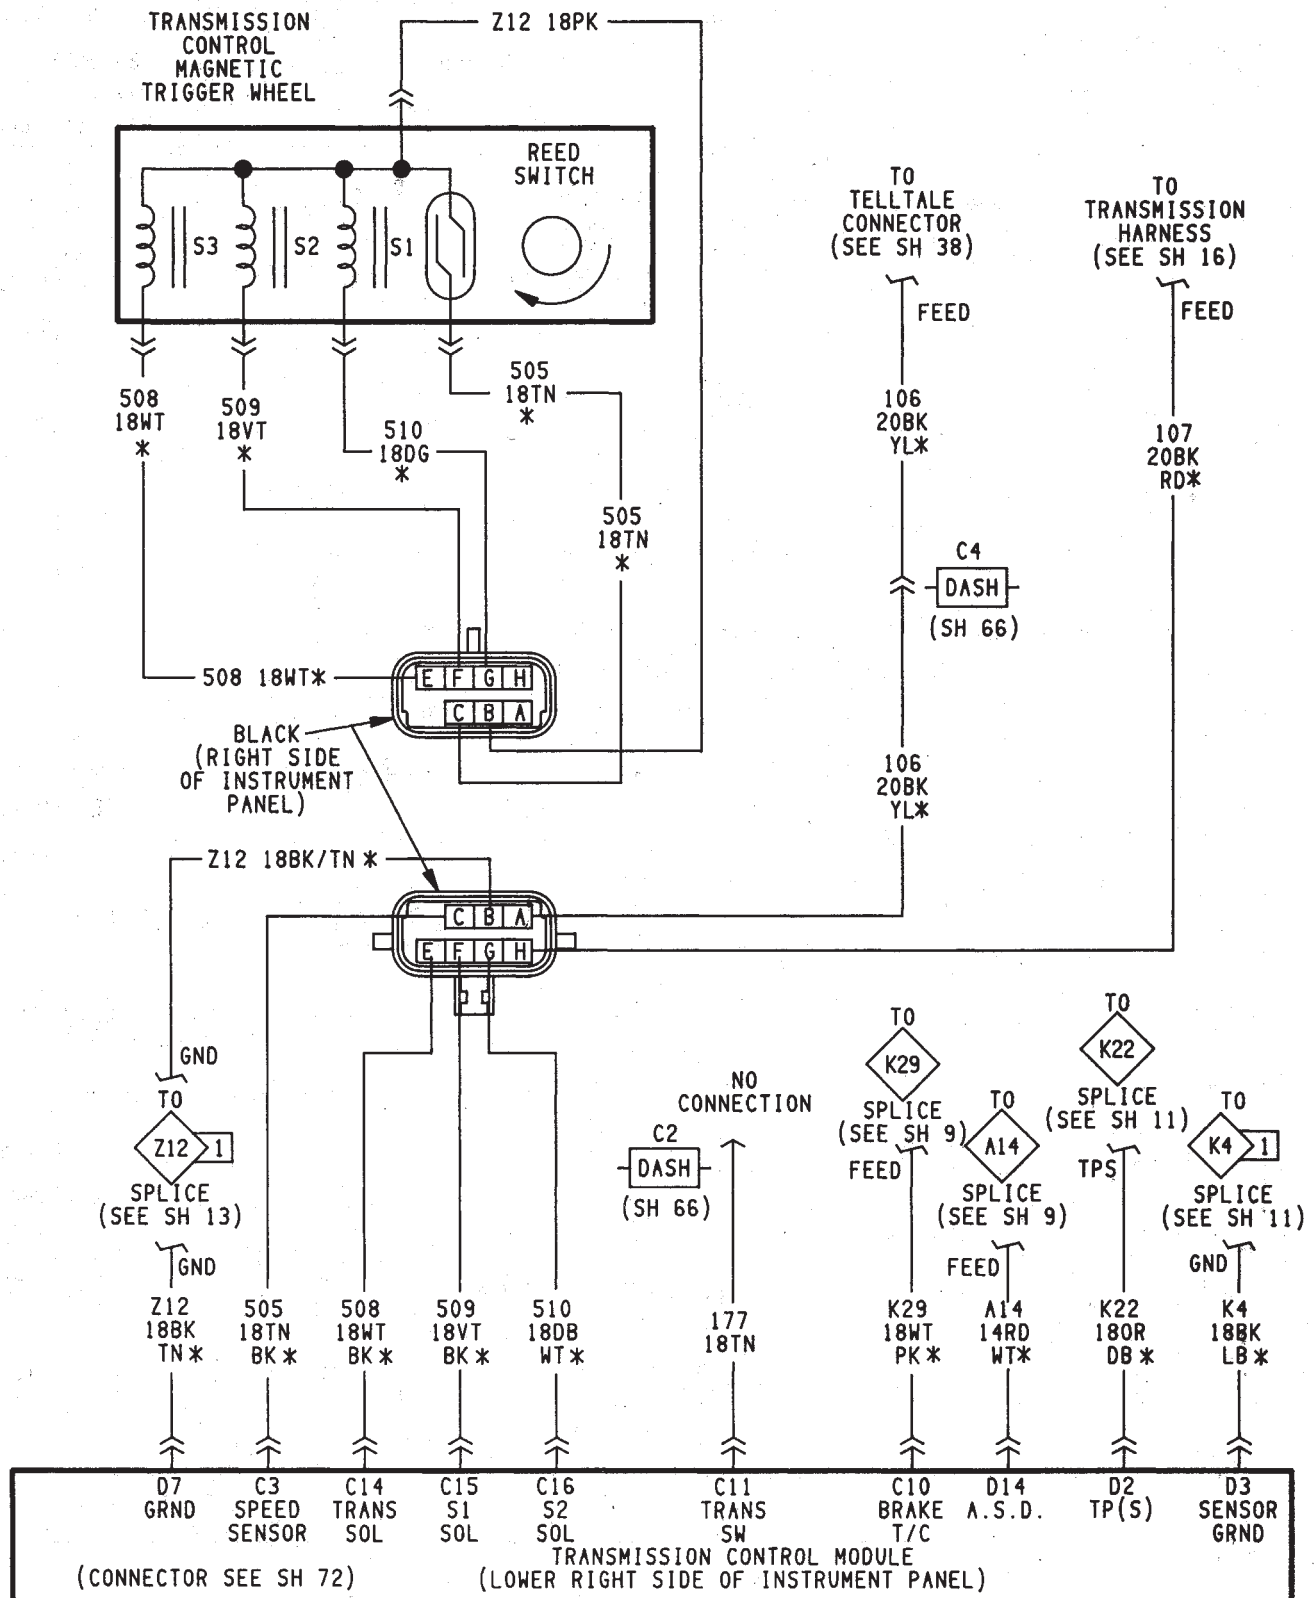 TRANSMISSION
CONTROL
MAGNETIC
TRIGGER WHEEL
Z12 18PK
REED
SWITCH
S3
S2
S1
TO
TELLTALE
CONNECTOR
(SEE SH 38)
FEED
TO
TRANSMISSION
HARNESS
(SEE SH 16)
FEED
508
18WT
*
509
18VT
*
510
18DG
*
505
18TN
*
505
18TN
*
106
20BK
YL*
107
20BK
RD*
C4
DASH
(SH 66)
508 18WT*
E F G H
C B A
BLACK
(RIGHT SIDE
OF INSTRUMENT
PANEL)
106
20BK
YL*
Z12 18BK/TN *
C B A
E F G H
GND
TO
Z12 1
SPLICE
(SEE SH 13)
GND
NO
CONNECTION
C2
DASH
(SH 66)
TO
K29
SPLICE
(SEE SH 9)
FEED
TO
A14
SPLICE
(SEE SH 9)
FEED
TO
K22
SPLICE
(SEE SH 11)
TPS
TO
K4 1
SPLICE
(SEE SH 11)
GND
Z12
18BK
TN *
505
18TN
BK *
508
18WT
BK *
509
18VT
BK *
510
18DB
WT *
177
18TN
K29
18WT
PK *
A14
14RD
WT*
K22
18OR
DB *
K4
18BK
LB *
D7
GRND
C3
SPEED
SENSOR
C14
TRANS
SOL
C15
S1
SOL
C16
S2
SOL
C11
TRANS
SW
C10
BRAKE
T/C
D14
A.S.D.
D2
TP(S)
D3
SENSOR
GRND
TRANSMISSION CONTROL MODULE
(CONNECTOR SEE SH 72)
(LOWER RIGHT SIDE OF INSTRUMENT PANEL)